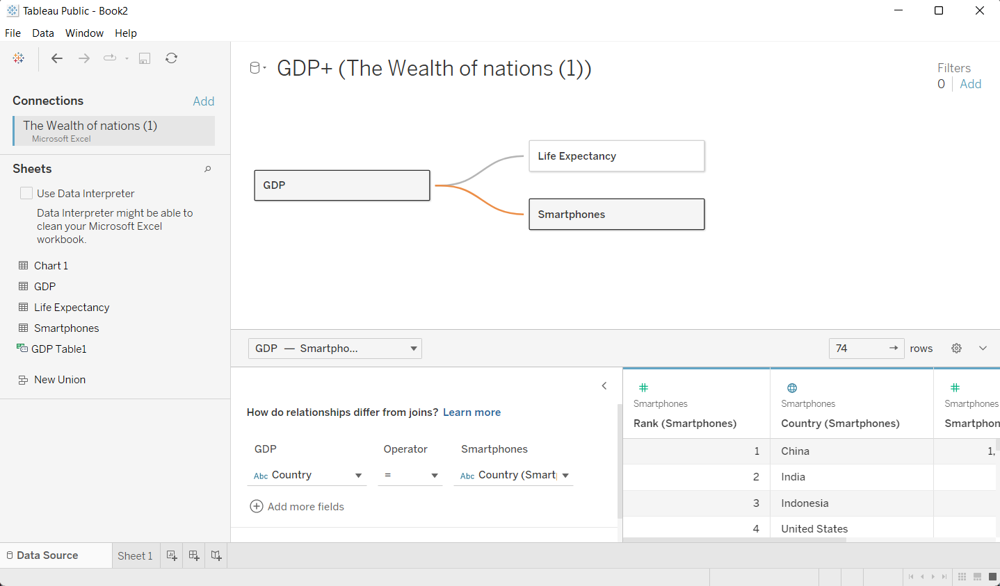 Tableau Public - Book2
File Data Window Help
Connections Add
The Wealth of nations (1)
Microsoft Excel
Sheets
Use Data Interpreter
Data Interpreter might be able to
clean your Microsoft Excel
workbook.
Chart 1
GDP
Life Expectancy
Smartphones
GDP Table1
New Union
GDP+ (The Wealth of nations (1))
Filters
0 Add
GDP
Life Expectancy
Smartphones
GDP — Smartpho...
74 → rows
How do relationships differ from joins? Learn more
GDP Operator Smartphones
Abc Country = Abc Country (Smart
Add more fields
# #
Smartphones Smartphones Smartphones
Rank (Smartphones) Country (Smartphones) Smartphon
1 China 1,
2 India
3 Indonesia
4 United States
Data Source Sheet 1